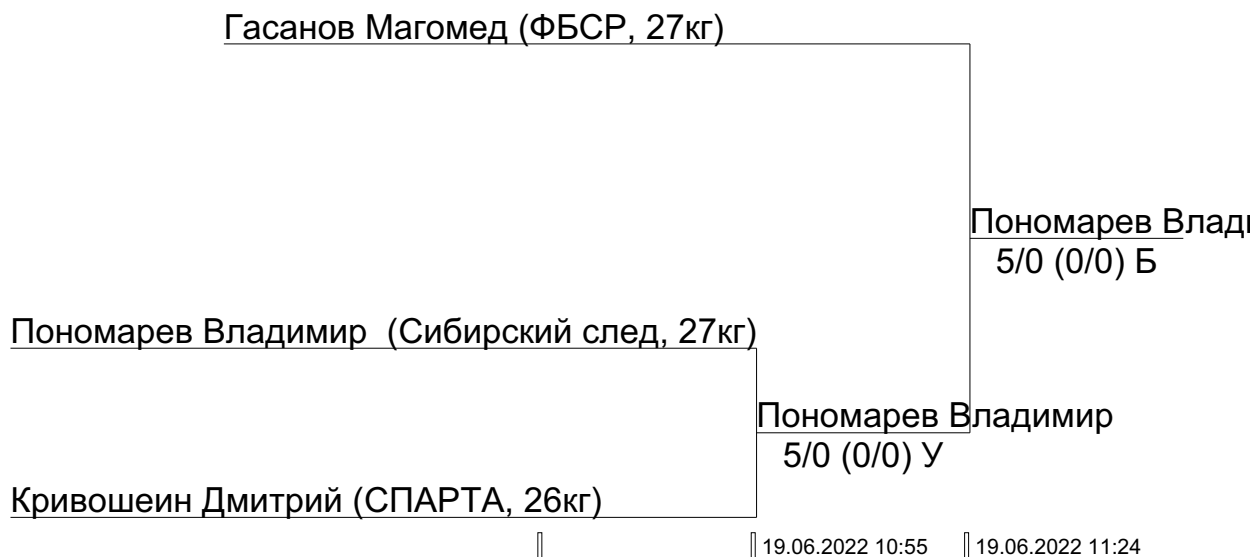 Гасанов Магомед (ФБСР, 27кг)
Пономарев
5/0 (0/0) Б
Пономарев Владимир (Сибирский след, 27кг)
Пономарев Владимир
5/0 (0/0) У
Кривошеин Дмитрий (СПАРТА, 26кг)
19.06.2022 10:55
19.06.2022 11:24